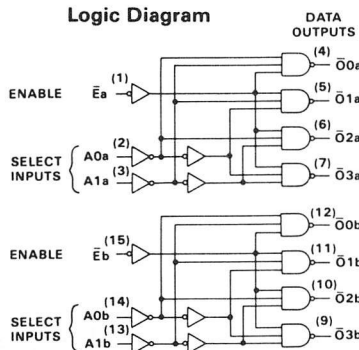 Logic Diagram
DATA
OUTPUTS
(4)
Ō0a
ENABLE
(1)
Ēa
(5)
Ō1a
(6)
Ō2a
SELECT
INPUTS
(2)
A0a
(3)
A1a
(7)
Ō3a
(12)
Ō0b
ENABLE
(15)
Ēb
(11)
Ō1b
(10)
Ō2b
SELECT
INPUTS
(14)
A0b
(13)
A1b
(9)
Ō3b